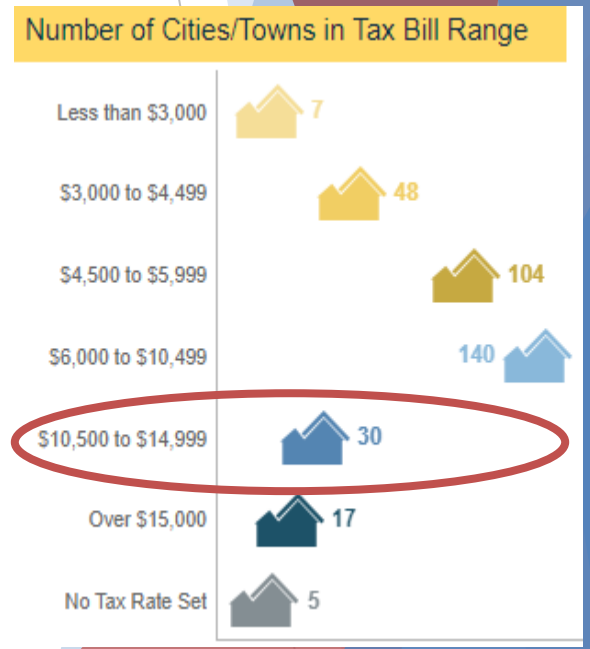 Number of Cities/Towns in Tax Bill Range
Less than $3,000 7
$3,000 to $4,499 48
$4,500 to $5,999 104
$6,000 to $10,499 140
$10,500 to $14,999 30
Over $15,000 17
No Tax Rate Set 5